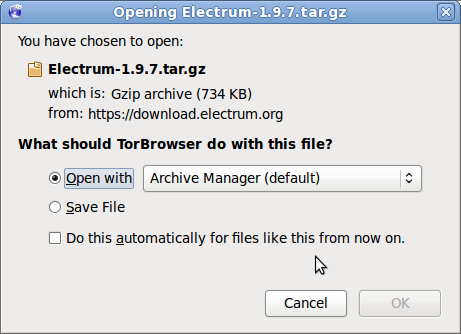 Opening Electrum-1.9.7.tar.gz
You have chosen to open:
Electrum-1.9.7.tar.gz
which is: Gzip archive (734 KB)
from: https://download.electrum.org
What should TorBrowser do with this file?
Open with Archive Manager (default)
Save File
Do this automatically for files like this from now on.
Cancel OK